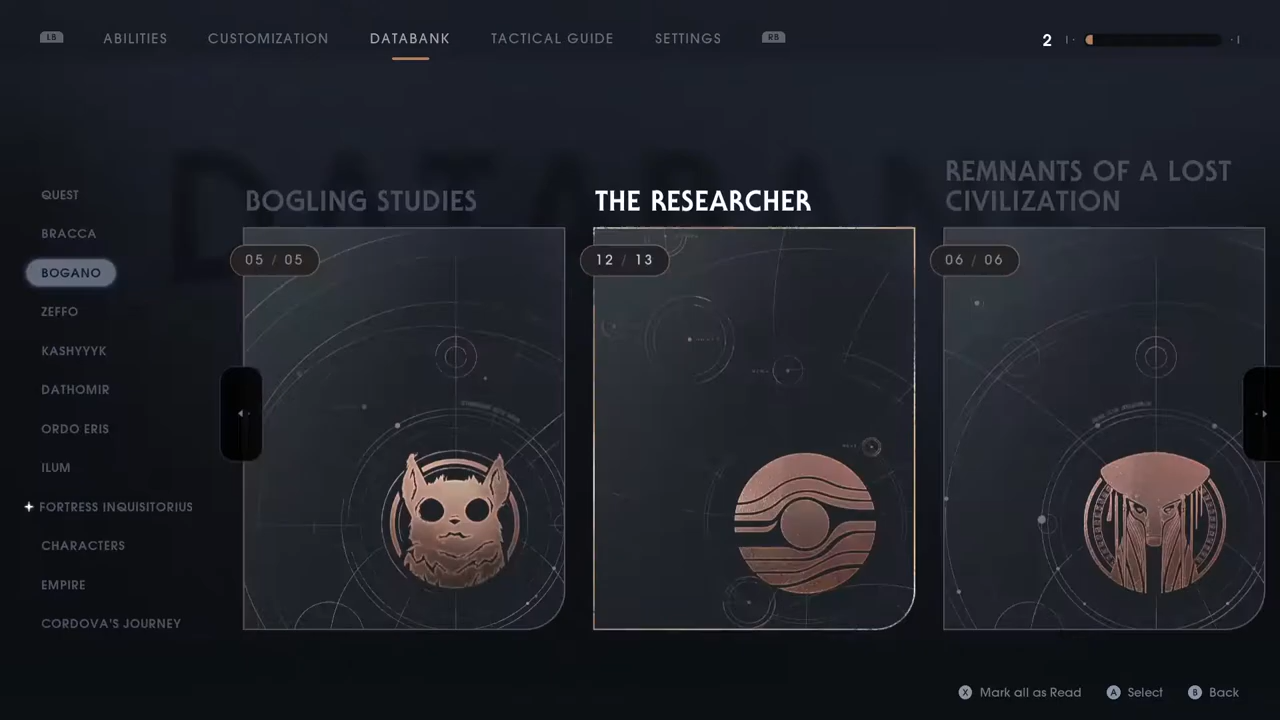 LB ABILITIES CUSTOMIZATION DATABANK TACTICAL GUIDE SETTINGS RB 2
QUEST
BRACCA
BOGANO
ZEFFO
KASHYYYK
DATHOMIR
ORDO ERIS
ILUM
FORTRESS INQUISITORIUS
CHARACTERS
EMPIRE
CORDOVA'S JOURNEY
BOGLING STUDIES
05 / 05
THE RESEARCHER
12 / 13
REMNANTS OF A LOST
CIVILIZATION
06 / 06
X Mark all as Read A Select B Back